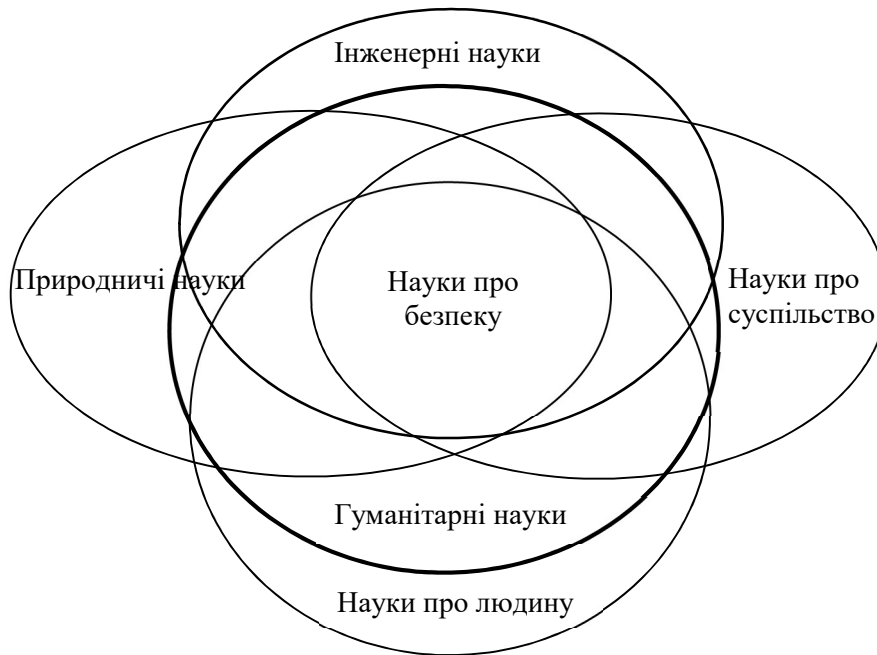 Інженерні науки
Природничі науки
Науки про
безпеку
Науки про
суспільство
Гуманітарні науки
Науки про людину